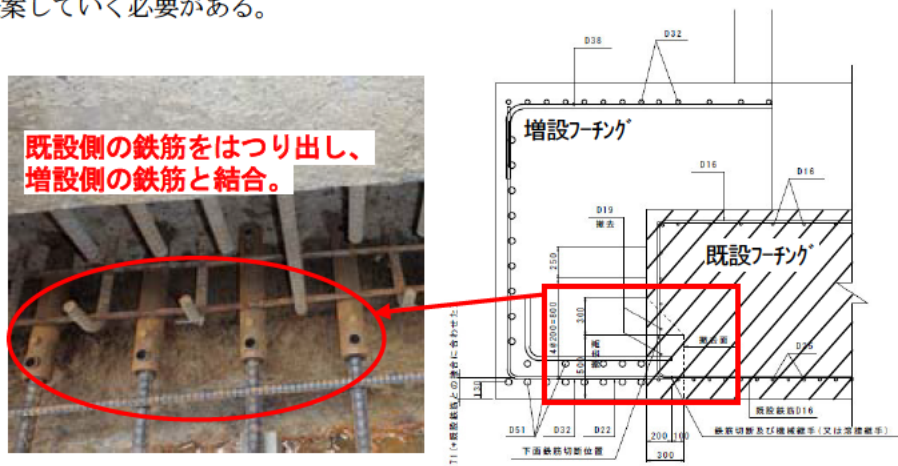 案していく必要がある。
既設側の鉄筋をはつり出し、
増設側の鉄筋と結合。
D38
D32
増設フーチング
D16
D16
D19
撤去
既設フーチング
250
4@200=800
300
500
130
撤去面
D51
D32
D22
下面鉄筋切断位置
200
100
300
既設鉄筋D16
鉄筋切断及び機械継手(又は溶接継手)